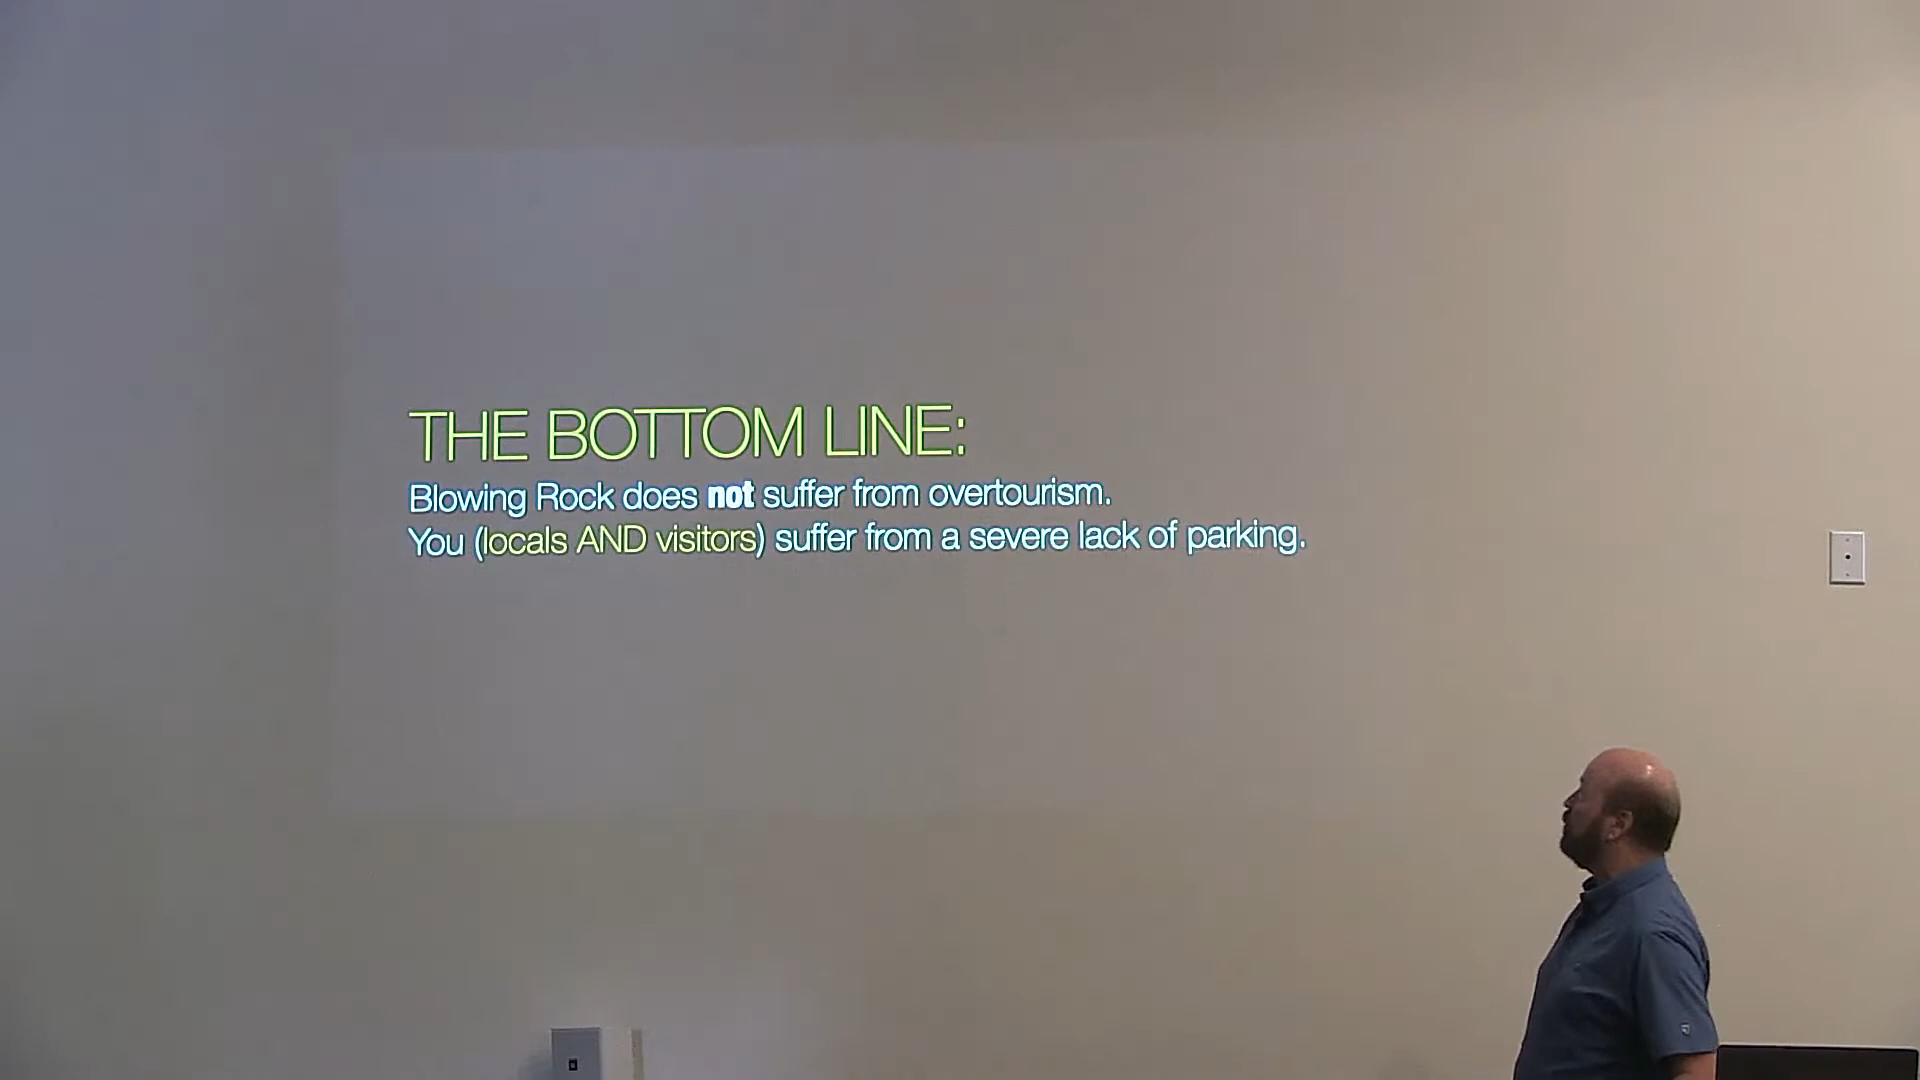 THE BOTTOM LINE:
Blowing Rock does not suffer from overtourism.
You (locals AND visitors) suffer from a severe lack of parking.